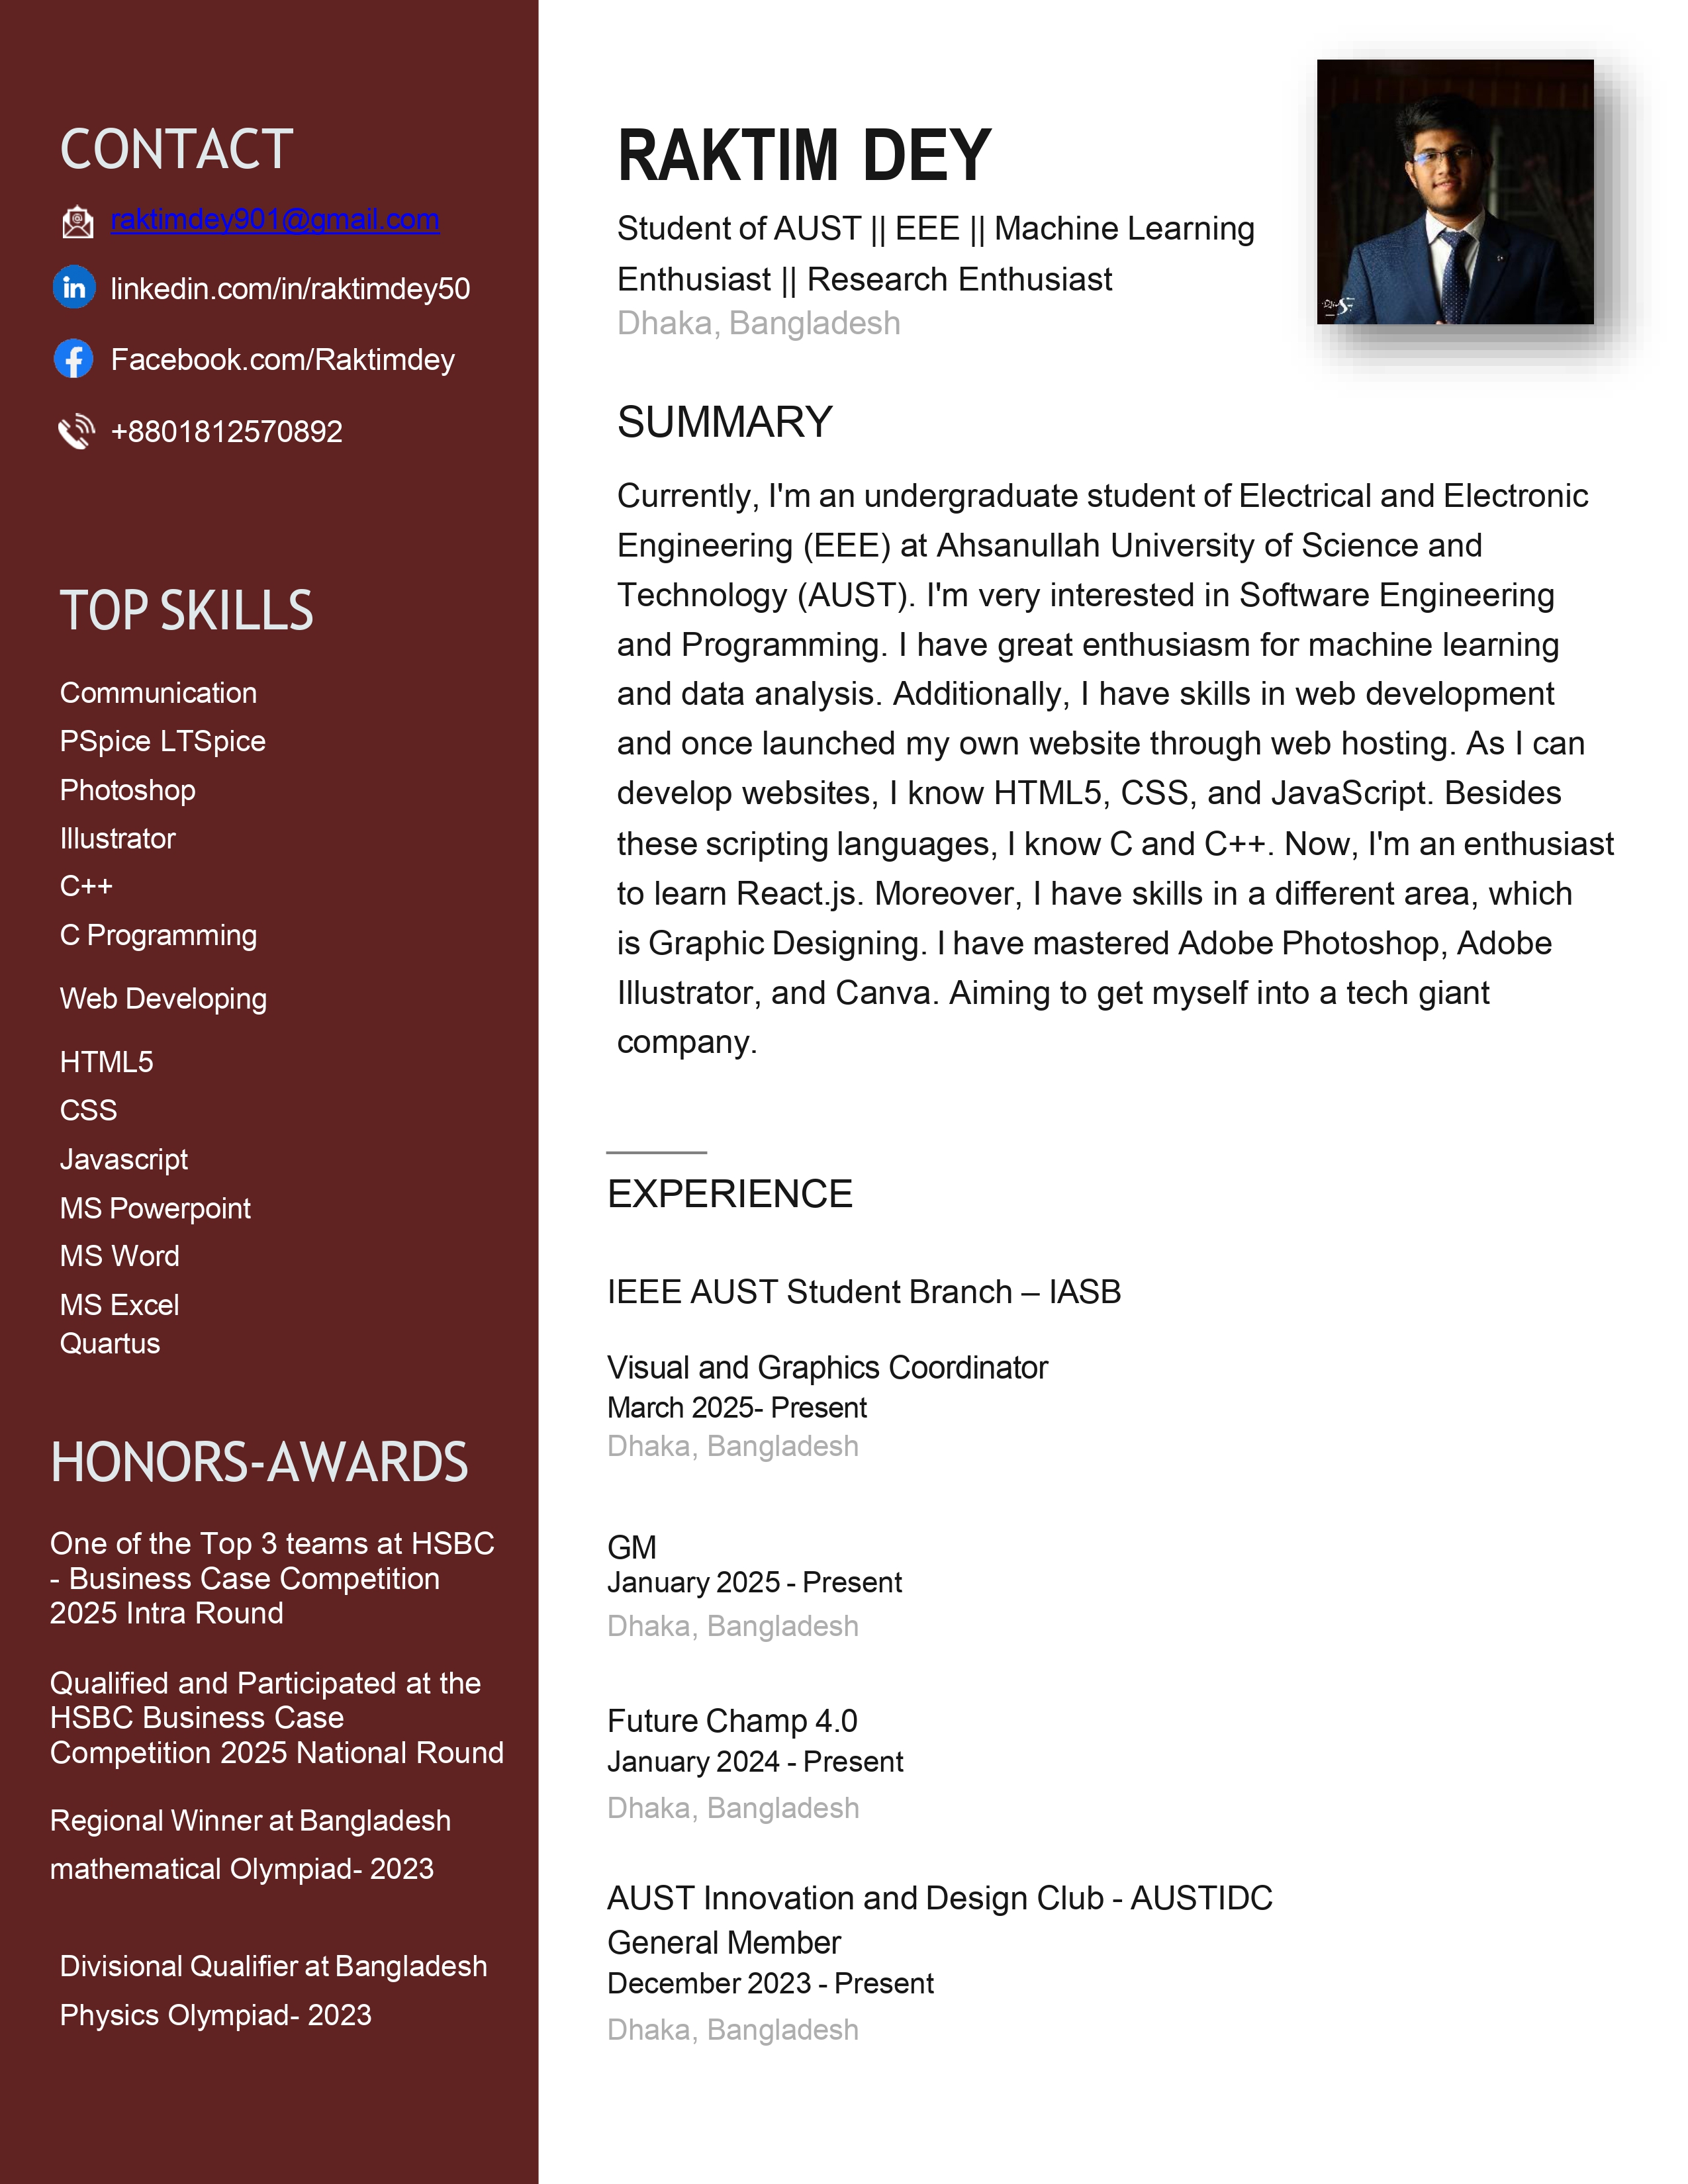 CONTACT
raktimdey901@gmail.com
linkedin.com/in/raktimdey50
Facebook.com/Raktimdey
+8801812570892
TOP SKILLS
Communication
PSpice LTSpice
Photoshop
Illustrator
C++
C Programming
Web Developing
HTML5
CSS
Javascript
MS Powerpoint
MS Word
MS Excel
Quartus
HONORS-AWARDS
One of the Top 3 teams at HSBC
- Business Case Competition
2025 Intra Round
Qualified and Participated at the
HSBC Business Case
Competition 2025 National Round
Regional Winner at Bangladesh
mathematical Olympiad- 2023
Divisional Qualifier at Bangladesh
Physics Olympiad- 2023
RAKTIM DEY
Student of AUST || EEE || Machine Learning
Enthusiast || Research Enthusiast
Dhaka, Bangladesh
SUMMARY
Currently, I'm an undergraduate student of Electrical and Electronic
Engineering (EEE) at Ahsanullah University of Science and
Technology (AUST). I'm very interested in Software Engineering
and Programming. I have great enthusiasm for machine learning
and data analysis. Additionally, I have skills in web development
and once launched my own website through web hosting. As I can
develop websites, I know HTML5, CSS, and JavaScript. Besides
these scripting languages, I know C and C++. Now, I'm an enthusiast
to learn React.js. Moreover, I have skills in a different area, which
is Graphic Designing. I have mastered Adobe Photoshop, Adobe
Illustrator, and Canva. Aiming to get myself into a tech giant
company.
EXPERIENCE
IEEE AUST Student Branch – IASB
Visual and Graphics Coordinator
March 2025- Present
Dhaka, Bangladesh
GM
January 2025 - Present
Dhaka, Bangladesh
Future Champ 4.0
January 2024 - Present
Dhaka, Bangladesh
AUST Innovation and Design Club - AUSTIDC
General Member
December 2023 - Present
Dhaka, Bangladesh